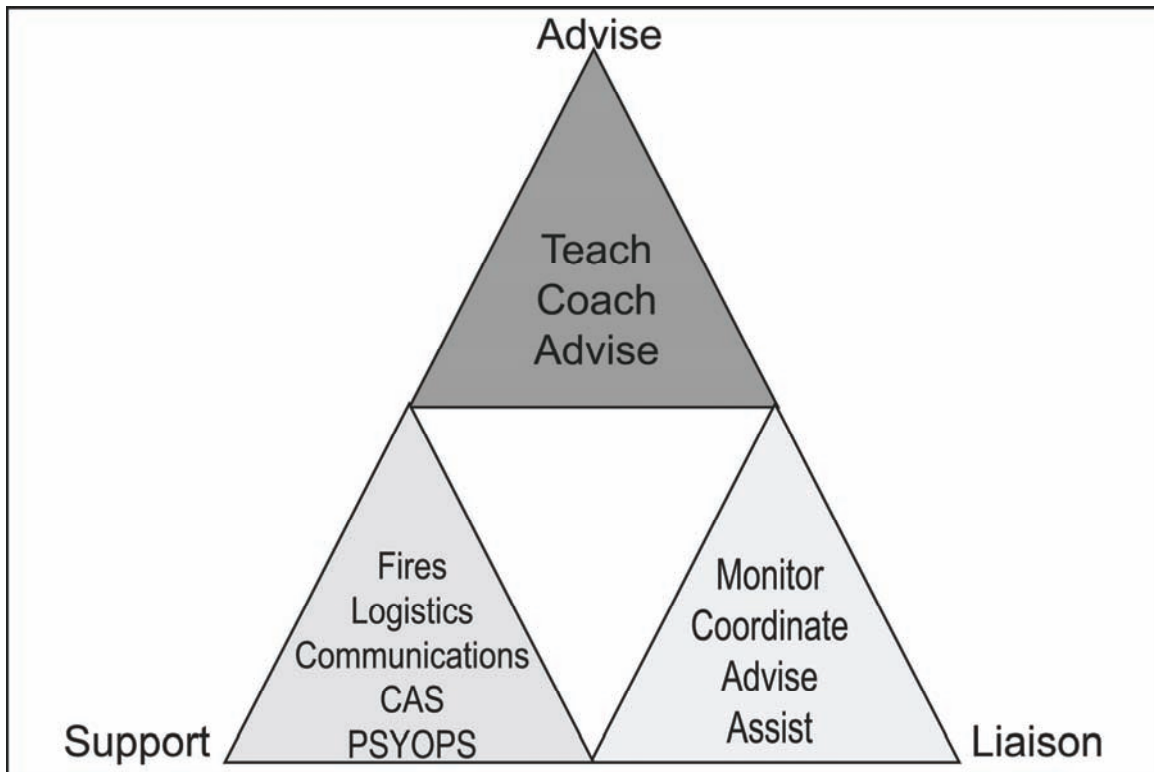 Advise
Teach
Coach
Advise
Fires
Logistics
Communications
CAS
PSYOPS
Support
Monitor
Coordinate
Advise
Assist
Liaison